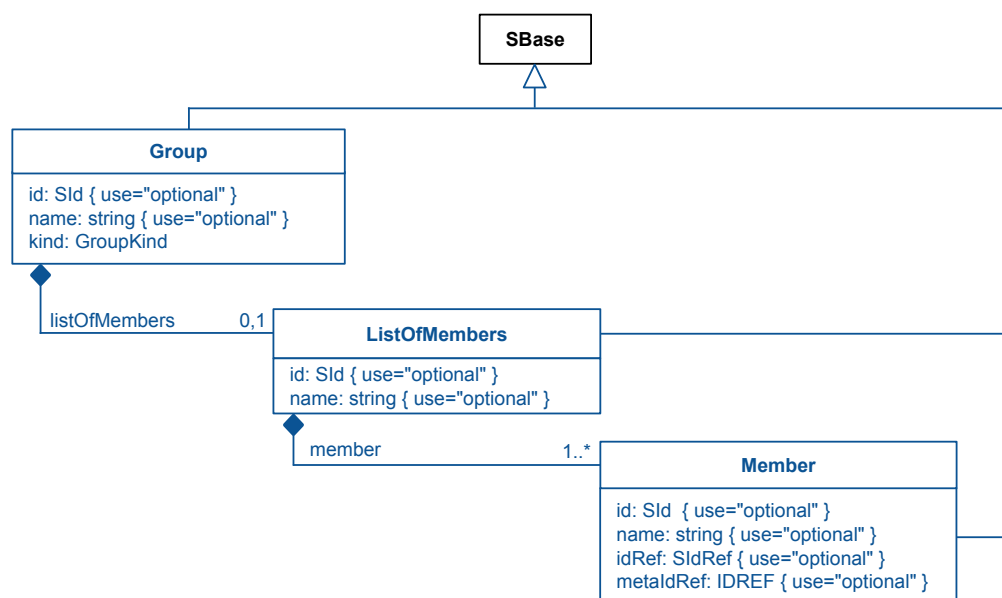 SBase
Group
id: SId { use="optional" }
name: string { use="optional" }
kind: GroupKind
listOfMembers 0,1
ListOfMembers
id: SId { use="optional" }
name: string { use="optional" }
member 1..*
Member
id: SId { use="optional" }
name: string { use="optional" }
idRef: SIdRef { use="optional" }
metaIdRef: IDREF { use="optional" }